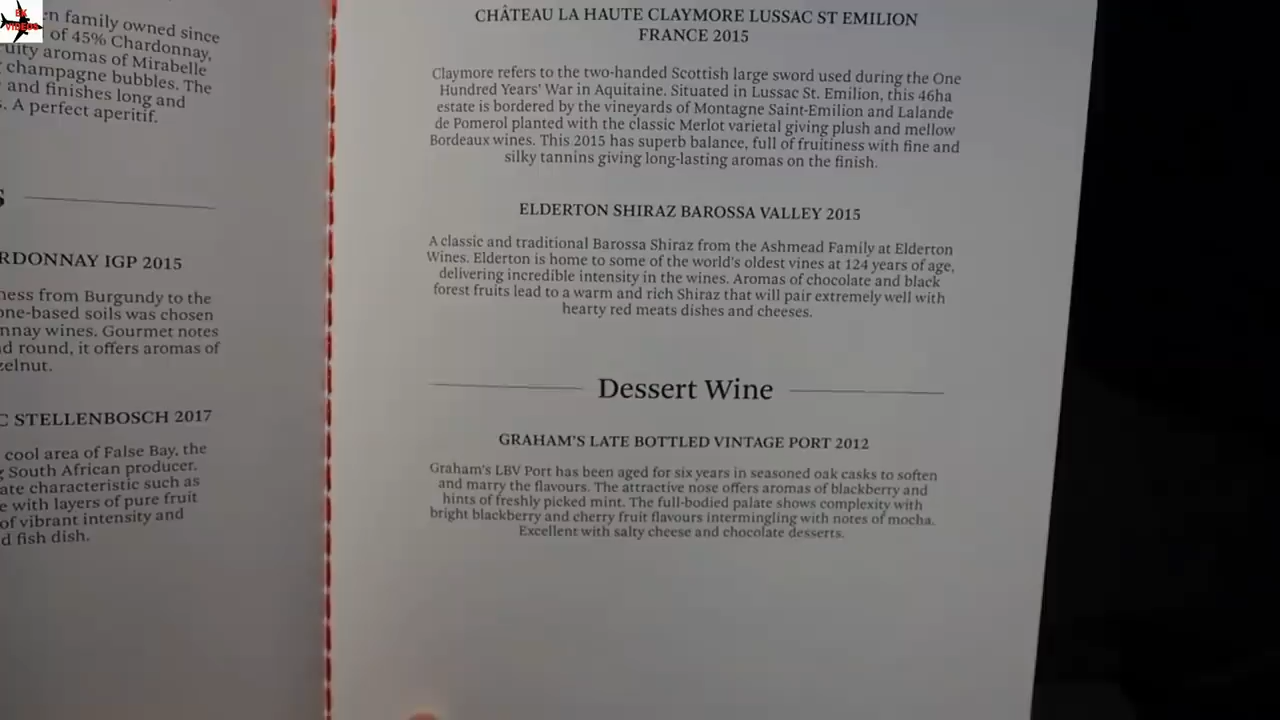 BK
VIDEOS
en family owned since
of 45% Chardonnay,
uity aromas of Mirabelle
champagne bubbles. The
and finishes long and
. A perfect aperitif.
S
RDONNAY IGP 2015
ness from Burgundy to the
one-based soils was chosen
nnay wines. Gourmet notes
d round, it offers aromas of
zelnut.
C STELLENBOSCH 2017
cool area of False Bay, the
g South African producer.
ate characteristic such as
e with layers of pure fruit
of vibrant intensity and
d fish dish.
CHÂTEAU LA HAUTE CLAYMORE LUSSAC ST EMILION
FRANCE 2015
Claymore refers to the two-handed Scottish large sword used during the One
Hundred Years' War in Aquitaine. Situated in Lussac St. Emilion, this 46ha
estate is bordered by the vineyards of Montagne Saint-Emilion and Lalande
de Pomerol planted with the classic Merlot varietal giving plush and mellow
Bordeaux wines. This 2015 has superb balance, full of fruitiness with fine and
silky tannins giving long-lasting aromas on the finish.
ELDERTON SHIRAZ BAROSSA VALLEY 2015
A classic and traditional Barossa Shiraz from the Ashmead Family at Elderton
Wines. Elderton is home to some of the world's oldest vines at 124 years of age,
delivering incredible intensity in the wines. Aromas of chocolate and black
forest fruits lead to a warm and rich Shiraz that will pair extremely well with
hearty red meats dishes and cheeses.
Dessert Wine
GRAHAM'S LATE BOTTLED VINTAGE PORT 2012
Graham's LBV Port has been aged for six years in seasoned oak casks to soften
and marry the flavours. The attractive nose offers aromas of blackberry and
hints of freshly picked mint. The full-bodied palate shows complexity with
bright blackberry and cherry fruit flavours intermingling with notes of mocha.
Excellent with salty cheese and chocolate desserts.